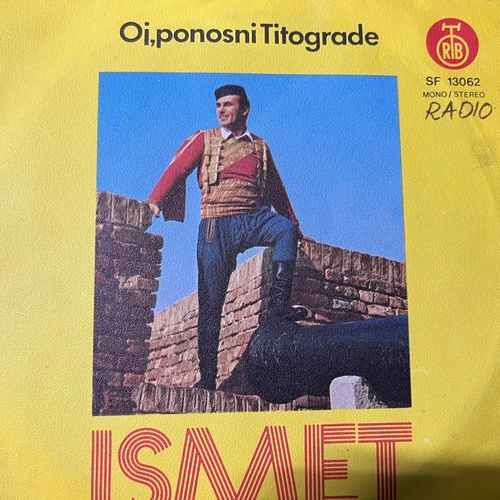 Oj,ponosni Titograde
RTB
SF 13062
MONO/STEREO
RADIO
ISMET